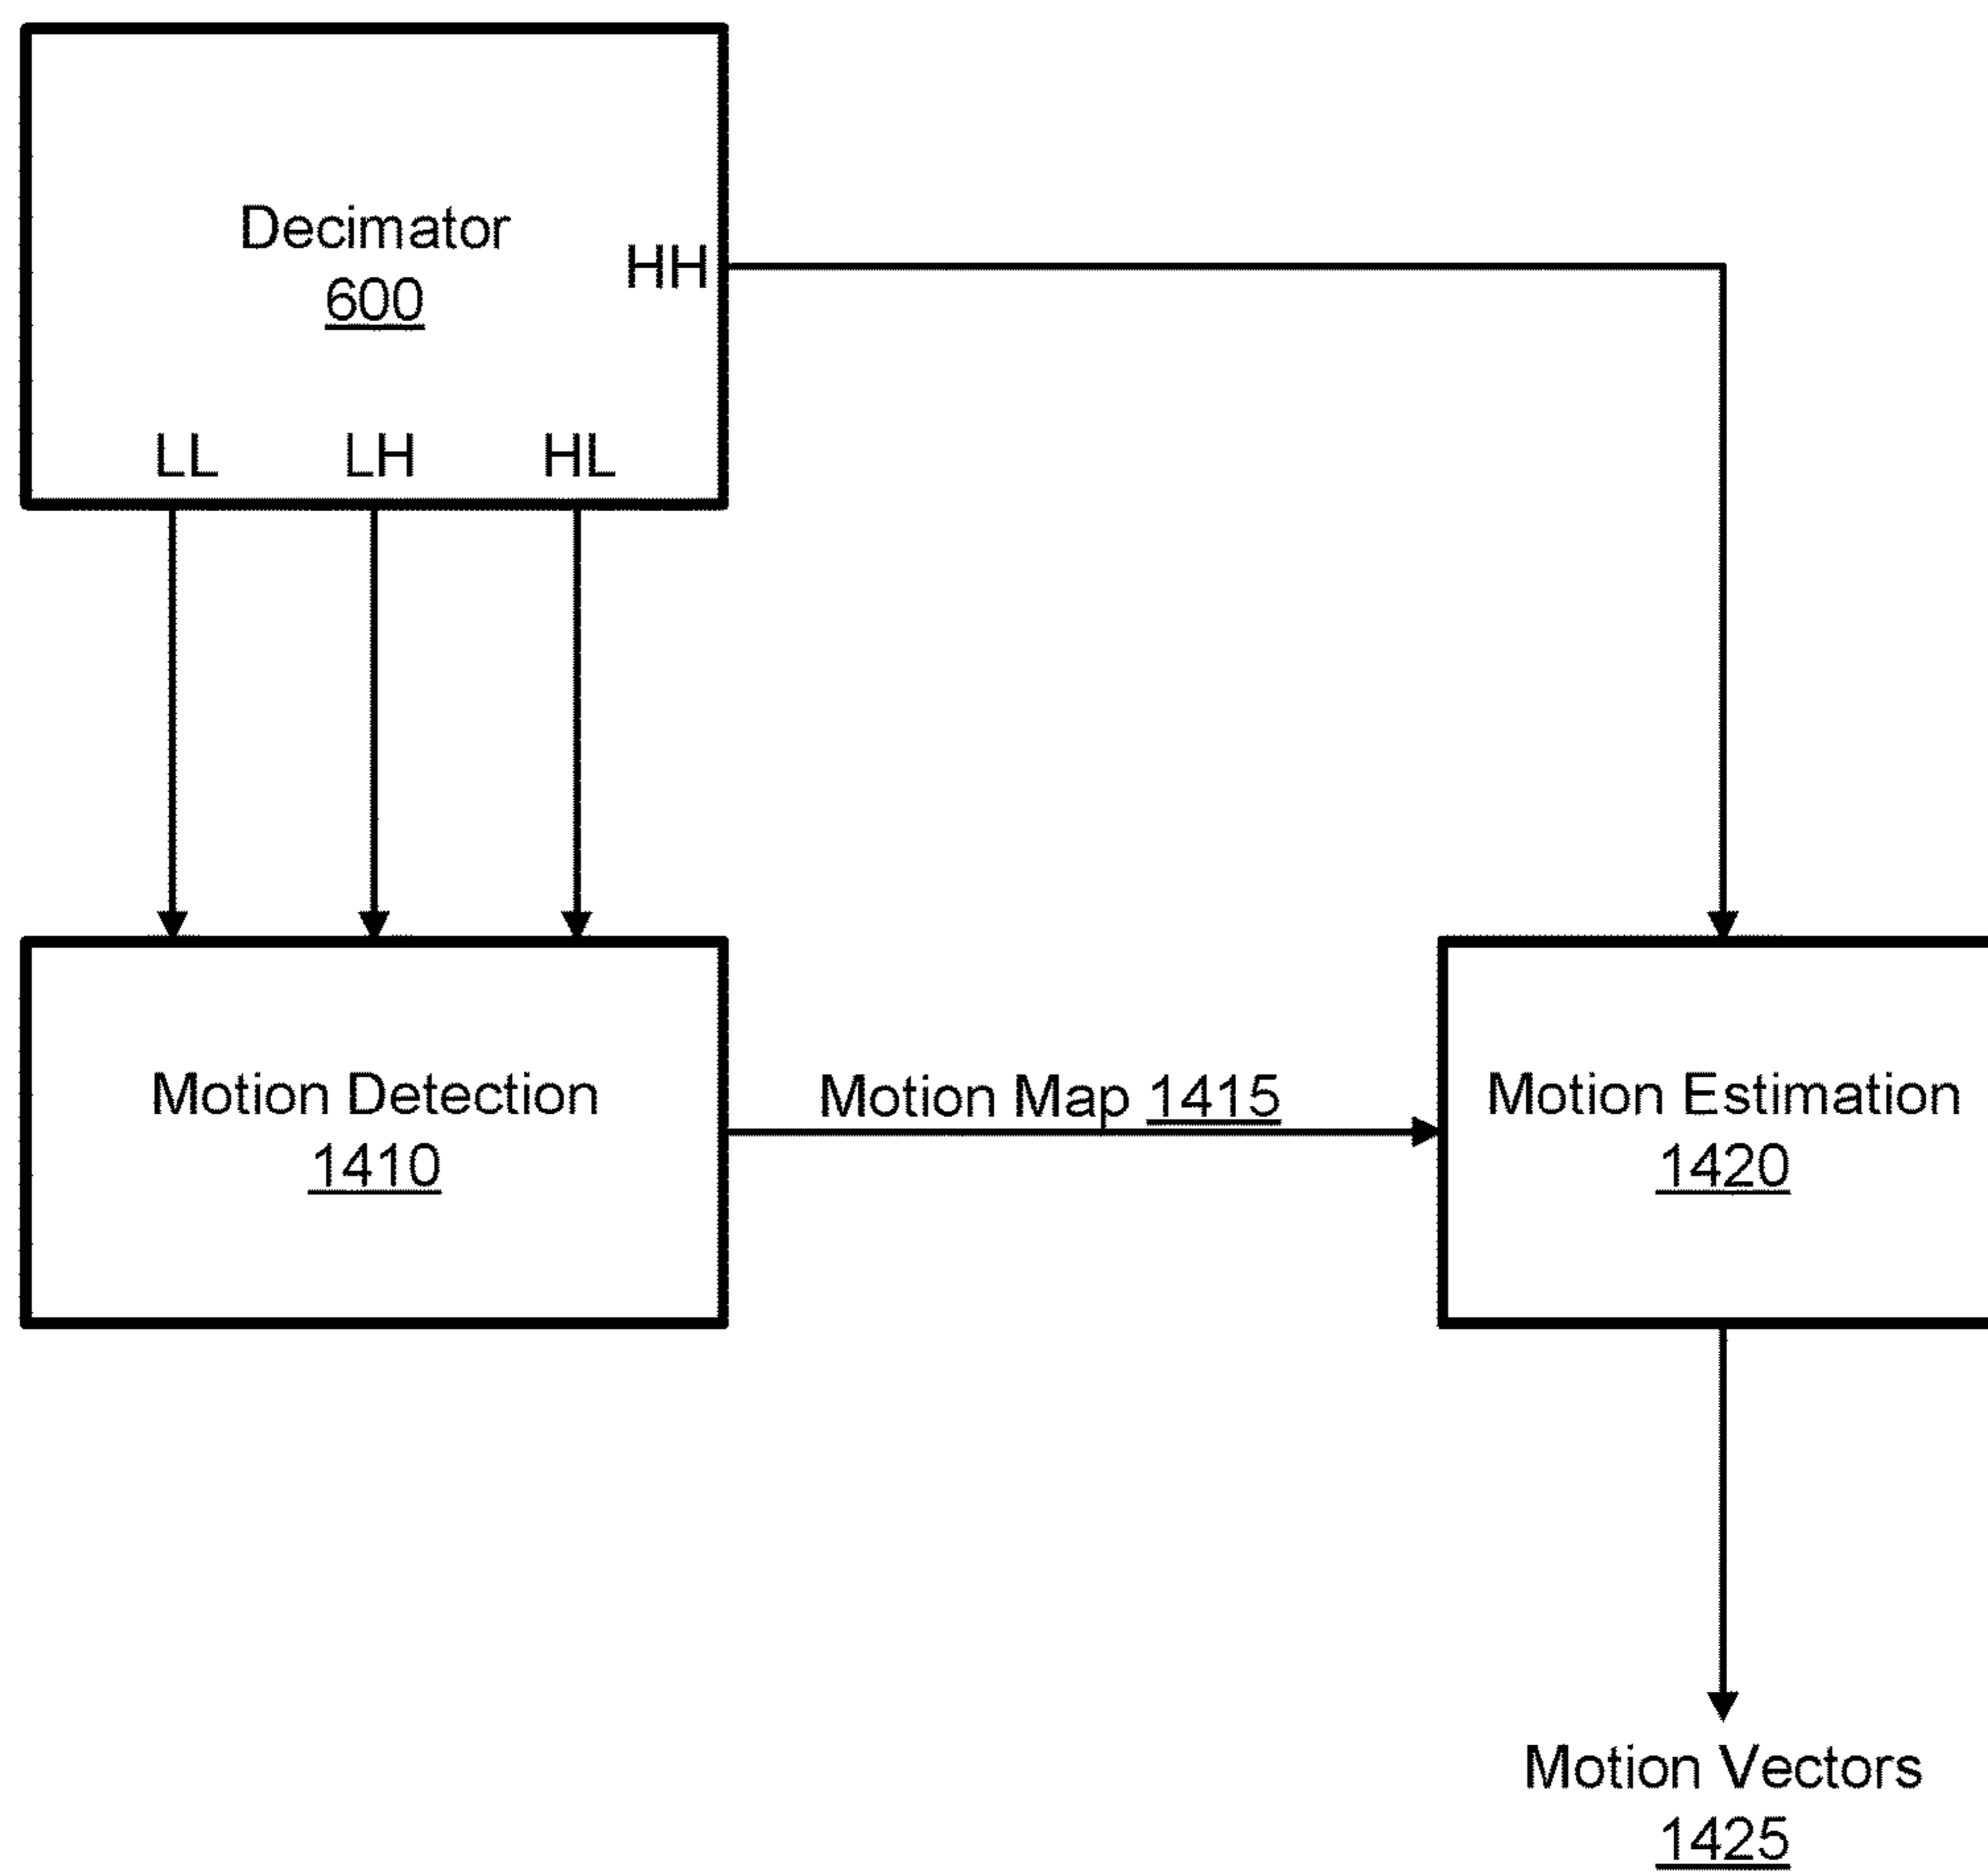 Decimator
600
HH
LL LH HL
Motion Detection
1410
Motion Map 1415
Motion Estimation
1420
Motion Vectors
1425